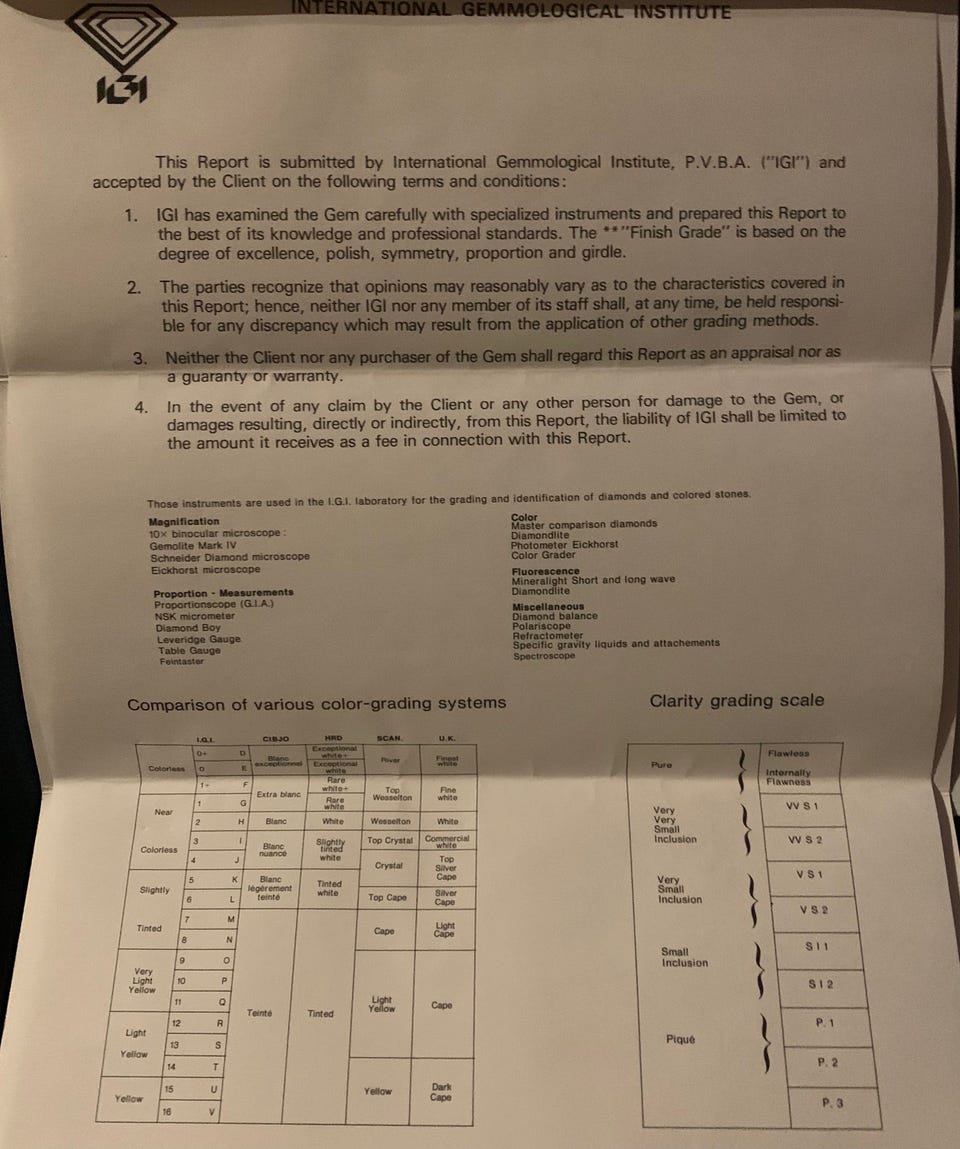 INTERNATIONAL GEMMOLOGICAL INSTITUTE
IGI
This Report is submitted by International Gemmological Institute, P.V.B.A. ("IGI") and
accepted by the Client on the following terms and conditions:
1. IGI has examined the Gem carefully with specialized instruments and prepared this Report to
the best of its knowledge and professional standards. The **"Finish Grade" is based on the
degree of excellence, polish, symmetry, proportion and girdle.
2. The parties recognize that opinions may reasonably vary as to the characteristics covered in
this Report; hence, neither IGI nor any member of its staff shall, at any time, be held responsi-
ble for any discrepancy which may result from the application of other grading methods.
3. Neither the Client nor any purchaser of the Gem shall regard this Report as an appraisal nor as
a guaranty or warranty.
4. In the event of any claim by the Client or any other person for damage to the Gem, or
damages resulting, directly or indirectly, from this Report, the liability of IGI shall be limited to
the amount it receives as a fee in connection with this Report.
Those instruments are used in the I.G.I. laboratory for the grading and identification of diamonds and colored stones.
Magnification
10x binocular microscope :
Gemolite Mark IV
Schneider Diamond microscope
Eickhorst microscope
Proportion - Measurements
Proportionscope (G.I.A.)
NSK micrometer
Diamond Boy
Leveridge Gauge
Table Gauge
Feintaster
Color
Master comparison diamonds
Diamondlite
Photometer Eickhorst
Color Grader
Fluorescence
Mineralight Short and long wave
Diamondlite
Miscellaneous
Diamond balance
Polariscope
Refractometer
Specific gravity liquids and attachements
Spectroscope
Comparison of various color-grading systems
I.G.I. CIBJO HRD SCAN. U.K.
Colorless
Near
Colorless
Slightly
Tinted
Very
Light
Yellow
Light
Yellow
Yellow
0+ D
0 E
1+ F
1 G
2 H
3 I
4 J
5 K
6 L
7 M
8 N
9 O
10 P
11 Q
12 R
13 S
14 T
15 U
16 V
Blanc
exceptionnel
Extra blanc
Blanc
Blanc
nuancé
Blanc
légèrement
teinté
Teinté
Exceptional
white+
Exceptional
white
Rare
white+
Rare
white
White
Slightly
tinted
white
Tinted
white
Tinted
River
Top
Wesselton
Wesselton
Top Crystal
Crystal
Top Cape
Cape
Light
Yellow
Yellow
Finest
white
Fine
white
White
Commercial
white
Top
Silver
Cape
Silver
Cape
Light
Cape
Cape
Dark
Cape
Clarity grading scale
Pure
Very
Very
Small
Inclusion
Very
Small
Inclusion
Small
Inclusion
Piqué
Flawless
Internally
Flawness
VV S 1
VV S 2
V S 1
V S 2
S I 1
S I 2
P. 1
P. 2
P. 3